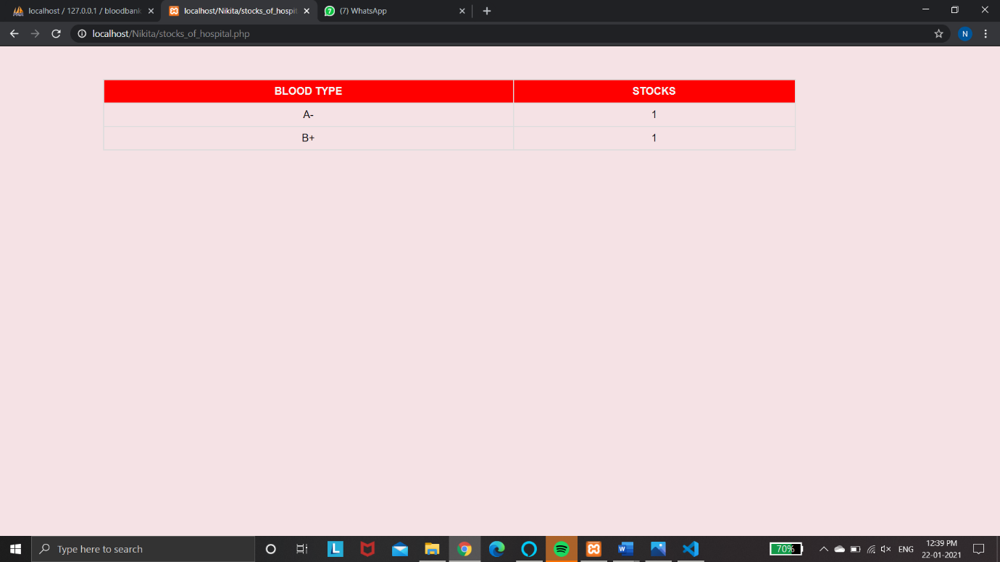 localhost / 127.0.0.1 / bloodbank
localhost/Nikita/stocks_of_hospit
7
(7) WhatsApp
localhost/Nikita/stocks_of_hospital.php
N
BLOOD TYPE STOCKS
A- 1
B+ 1
Type here to search
L
W
70%
ENG
12:39 PM
22-01-2021